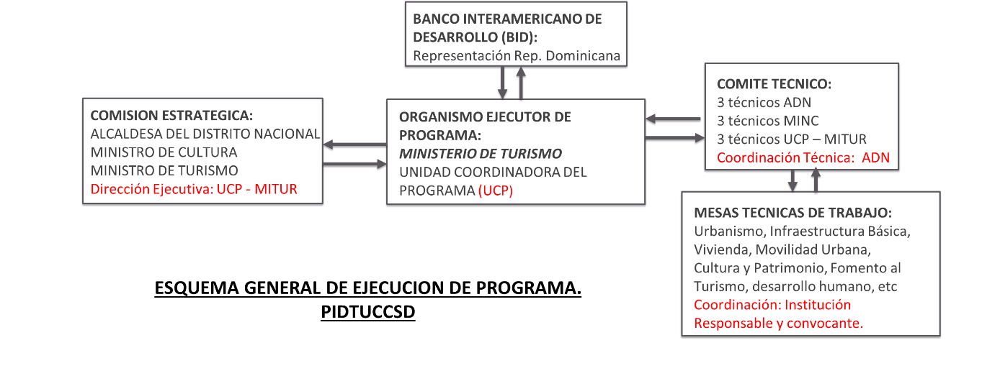 BANCO INTERAMERICANO DE
DESARROLLO (BID):
Representación Rep. Dominicana
COMISION ESTRATEGICA:
ALCALDESA DEL DISTRITO NACIONAL
MINISTRO DE CULTURA
MINISTRO DE TURISMO
Dirección Ejecutiva: UCP - MITUR
ORGANISMO EJECUTOR DE
PROGRAMA:
MINISTERIO DE TURISMO
UNIDAD COORDINADORA DEL
PROGRAMA (UCP)
COMITE TECNICO:
3 técnicos ADN
3 técnicos MINC
3 técnicos UCP – MITUR
Coordinación Técnica:  ADN
MESAS TECNICAS DE TRABAJO:
Urbanismo, Infraestructura Básica,
Vivienda, Movilidad Urbana,
Cultura y Patrimonio, Fomento al
Turismo, desarrollo humano, etc
Coordinación: Institución
Responsable y convocante.
ESQUEMA GENERAL DE EJECUCION DE PROGRAMA.
PIDTUCCSD